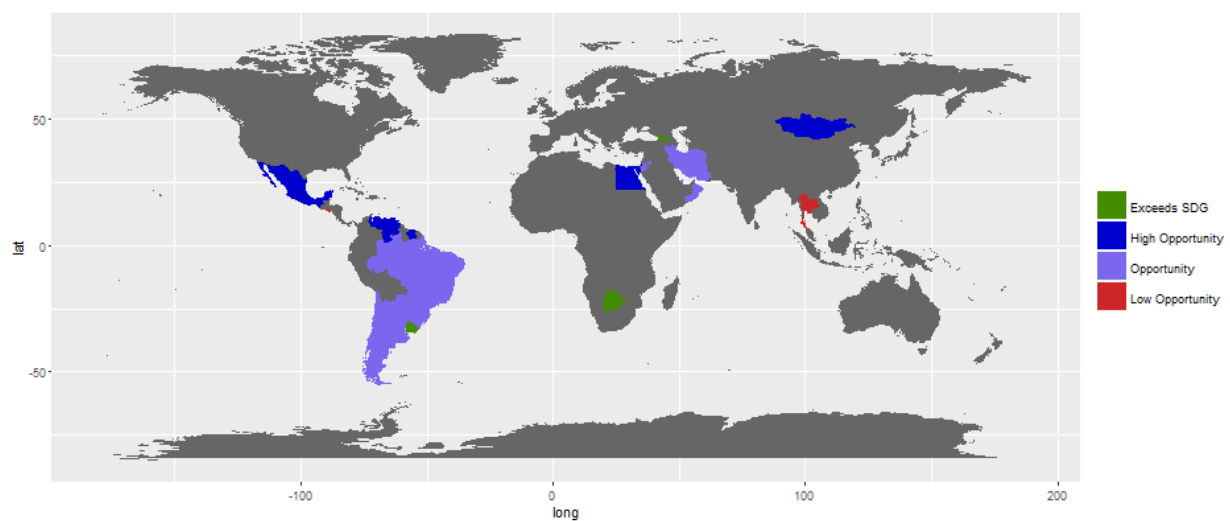 50
0
-50
lat
-100
0
100
200
long
Exceeds SDG
High Opportunity
Opportunity
Low Opportunity